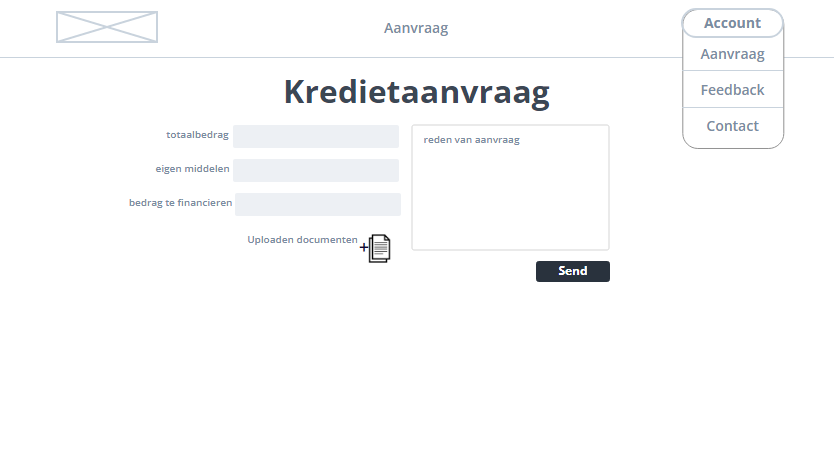 Aanvraag
Account
Aanvraag
Feedback
Contact
Kredietaanvraag
totaalbedrag
eigen middelen
bedrag te financieren
Uploaden documenten
+
reden van aanvraag
Send